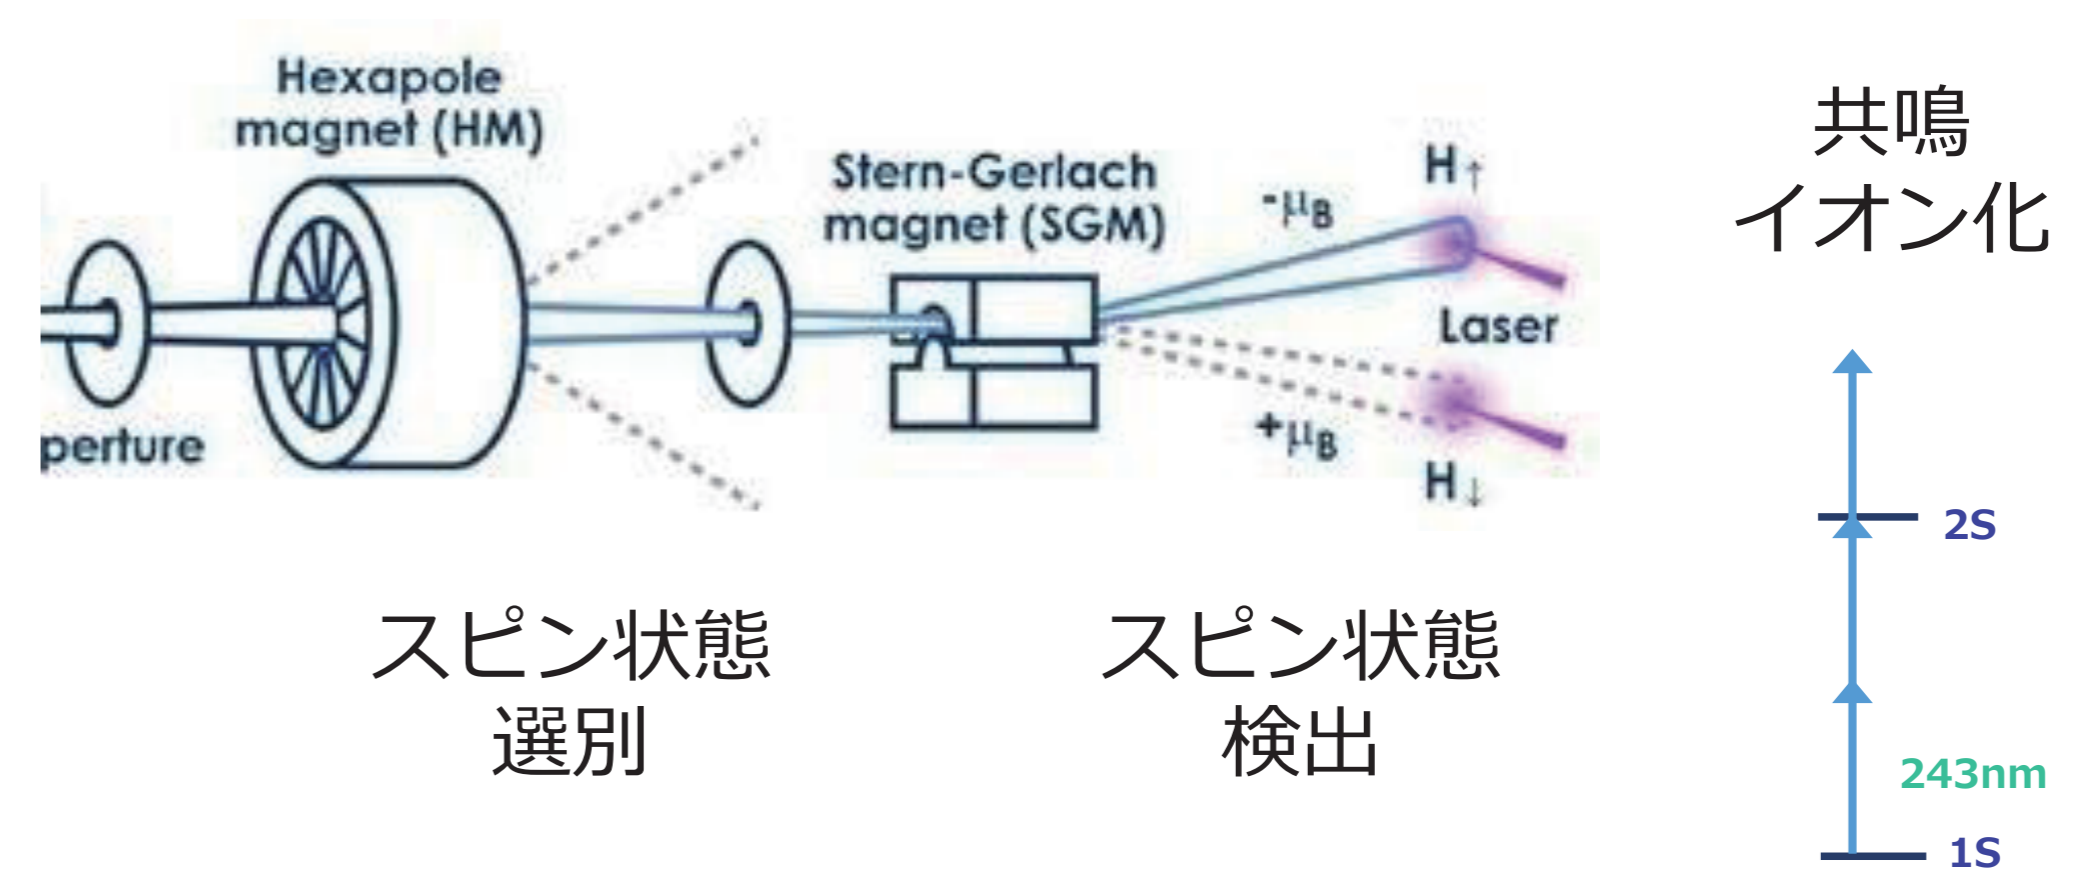 Hexapole
magnet (HM)
perture
Stern-Gerlach
magnet (SGM)
-μB
H↑
Laser
+μB
H↓
スピン状態
選別
スピン状態
検出
共鳴
イオン化
2S
243nm
1S